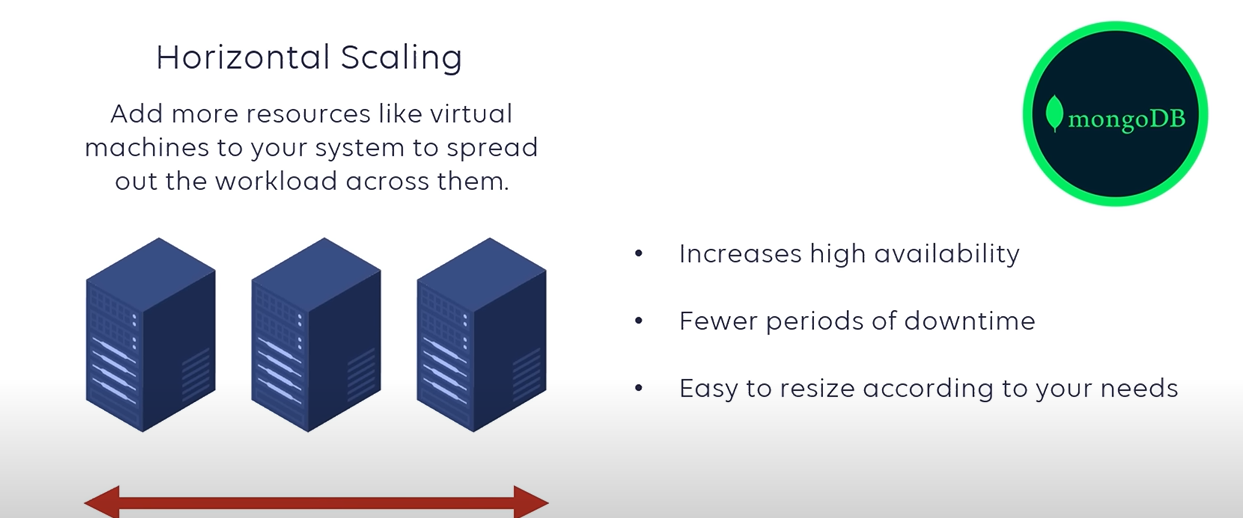 Horizontal Scaling
Add more resources like virtual
machines to your system to spread
out the workload across them.
mongoDB
• Increases high availability
• Fewer periods of downtime
• Easy to resize according to your needs